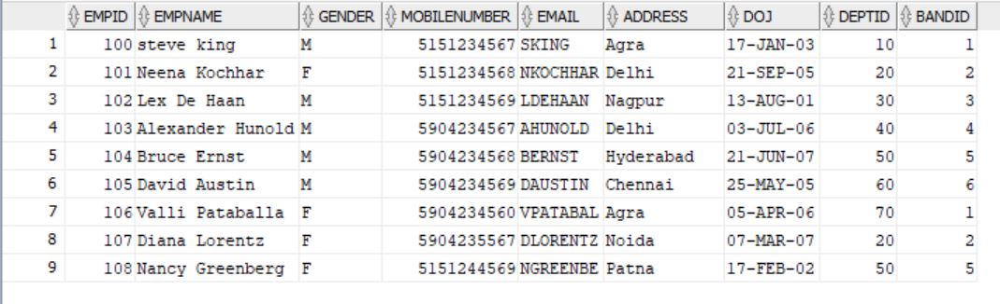 EMPID EMPNAME GENDER MOBILENUMBER EMAIL ADDRESS DOJ DEPTID BANDID
1 100 steve king M 5151234567 SKING Agra 17-JAN-03 10 1
2 101 Neena Kochhar F 5151234568 NKOCHHAR Delhi 21-SEP-05 20 2
3 102 Lex De Haan M 5151234569 LDEHAAN Nagpur 13-AUG-01 30 3
4 103 Alexander Hunold M 5904234567 AHUNOLD Delhi 03-JUL-06 40 4
5 104 Bruce Ernst M 5904234568 BERNST Hyderabad 21-JUN-07 50 5
6 105 David Austin M 5904234569 DAUSTIN Chennai 25-MAY-05 60 6
7 106 Valli Pataballa F 5904234560 VPATABAL Agra 05-APR-06 70 1
8 107 Diana Lorentz F 5904235567 DLORENTZ Noida 07-MAR-07 20 2
9 108 Nancy Greenberg F 5151244569 NGREENBE Patna 17-FEB-02 50 5